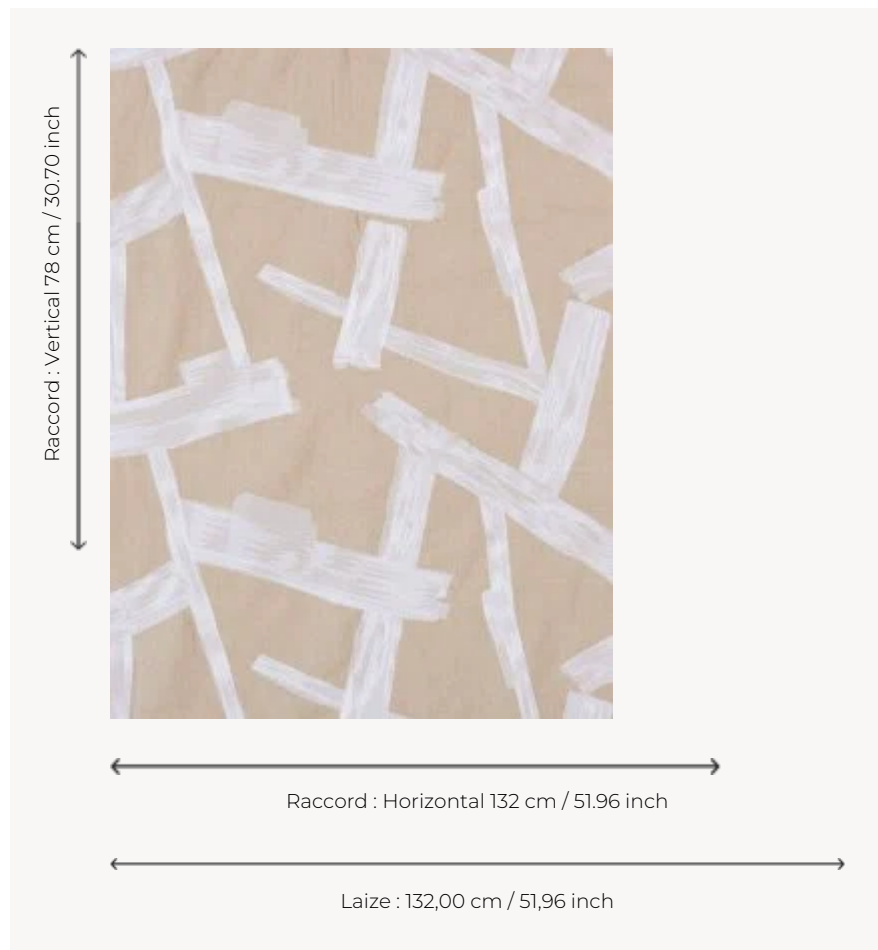 Raccord : Vertical 78 cm / 30.70 inch
Raccord : Horizontal 132 cm / 51.96 inch
Laize : 132,00 cm / 51,96 inch